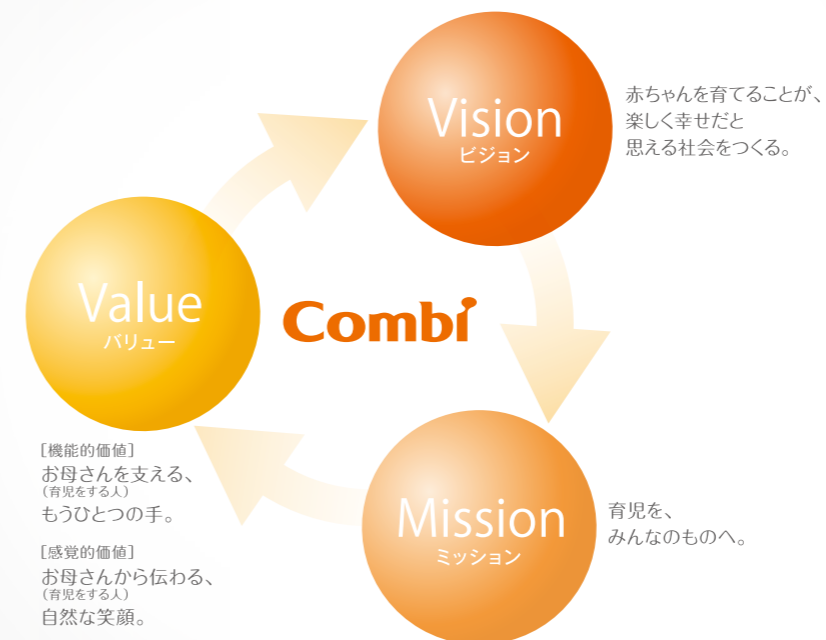 Vision
ビジョン
赤ちゃんを育てることが、
楽しく幸せだと
思える社会をつくる。
Value
バリュー
Combi
[機能的価値]
お母さんを支える、
(育児をする人)
もうひとつの手。
[感覚的価値]
お母さんから伝わる、
(育児をする人)
自然な笑顔。
Mission
ミッション
育児を、
みんなのものへ。